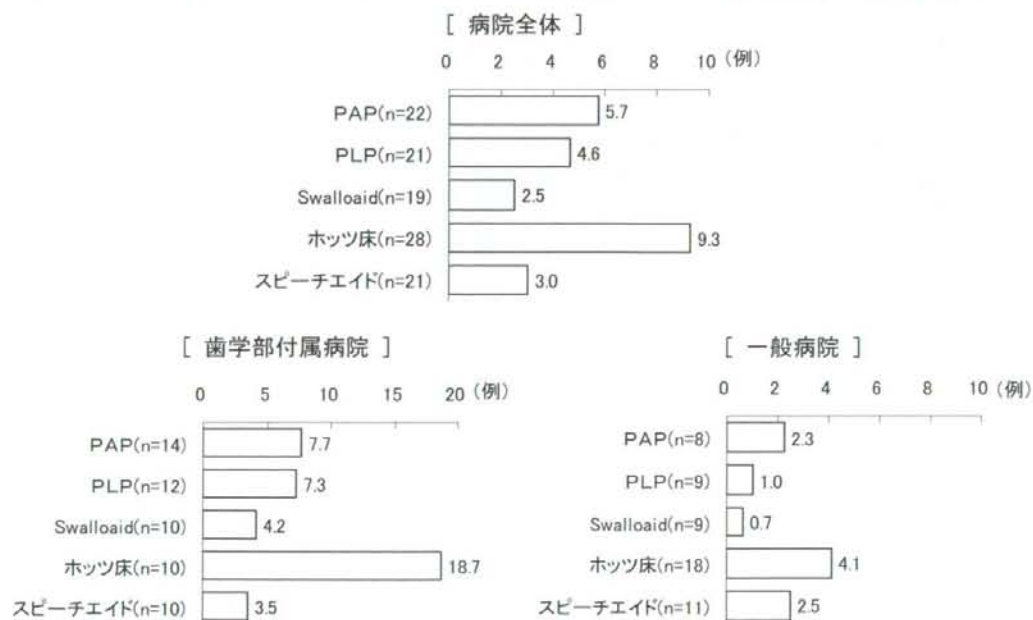 [ 病院全体 ]
0 2 4 6 8 10 (例)
PAP(n=22) 5.7
PLP(n=21) 4.6
Swalloaid(n=19) 2.5
ホッツ床(n=28) 9.3
スピーチエイド(n=21) 3.0
[ 歯学部付属病院 ]
0 5 10 15 20 (例)
PAP(n=14) 7.7
PLP(n=12) 7.3
Swalloaid(n=10) 4.2
ホッツ床(n=10) 18.7
スピーチエイド(n=10) 3.5
[ 一般病院 ]
0 2 4 6 8 10 (例)
PAP(n=8) 2.3
PLP(n=9) 1.0
Swalloaid(n=9) 0.7
ホッツ床(n=18) 4.1
スピーチエイド(n=11) 2.5